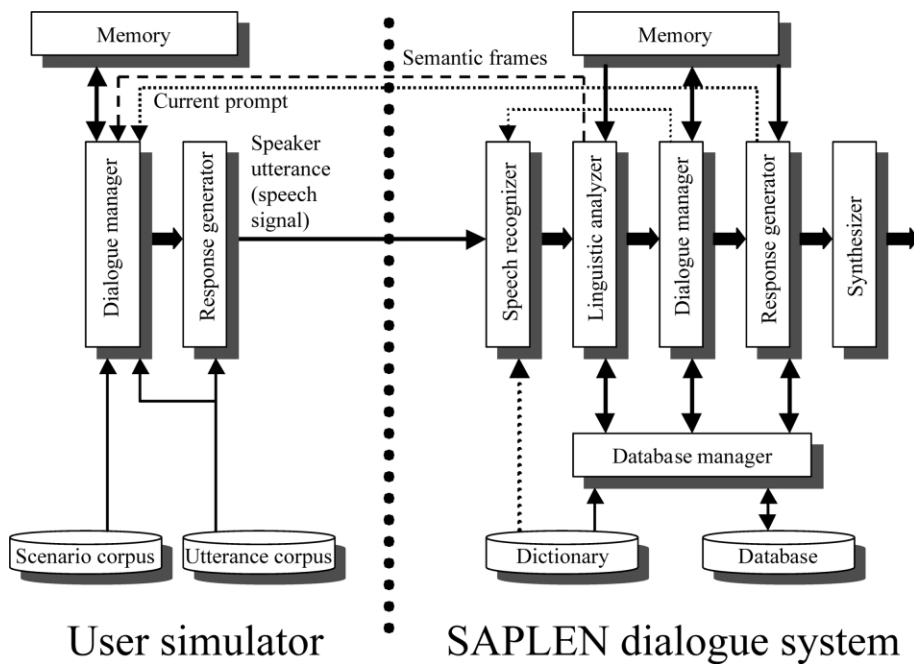 Memory
Memory
Semantic frames
Current prompt
Dialogue manager
Response generator
Speaker
utterance
(speech
signal)
Speech recognizer
Linguistic analyzer
Dialogue manager
Response generator
Synthesizer
Database manager
Scenario corpus
Utterance corpus
Dictionary
Database
User simulator
SAPLEN dialogue system